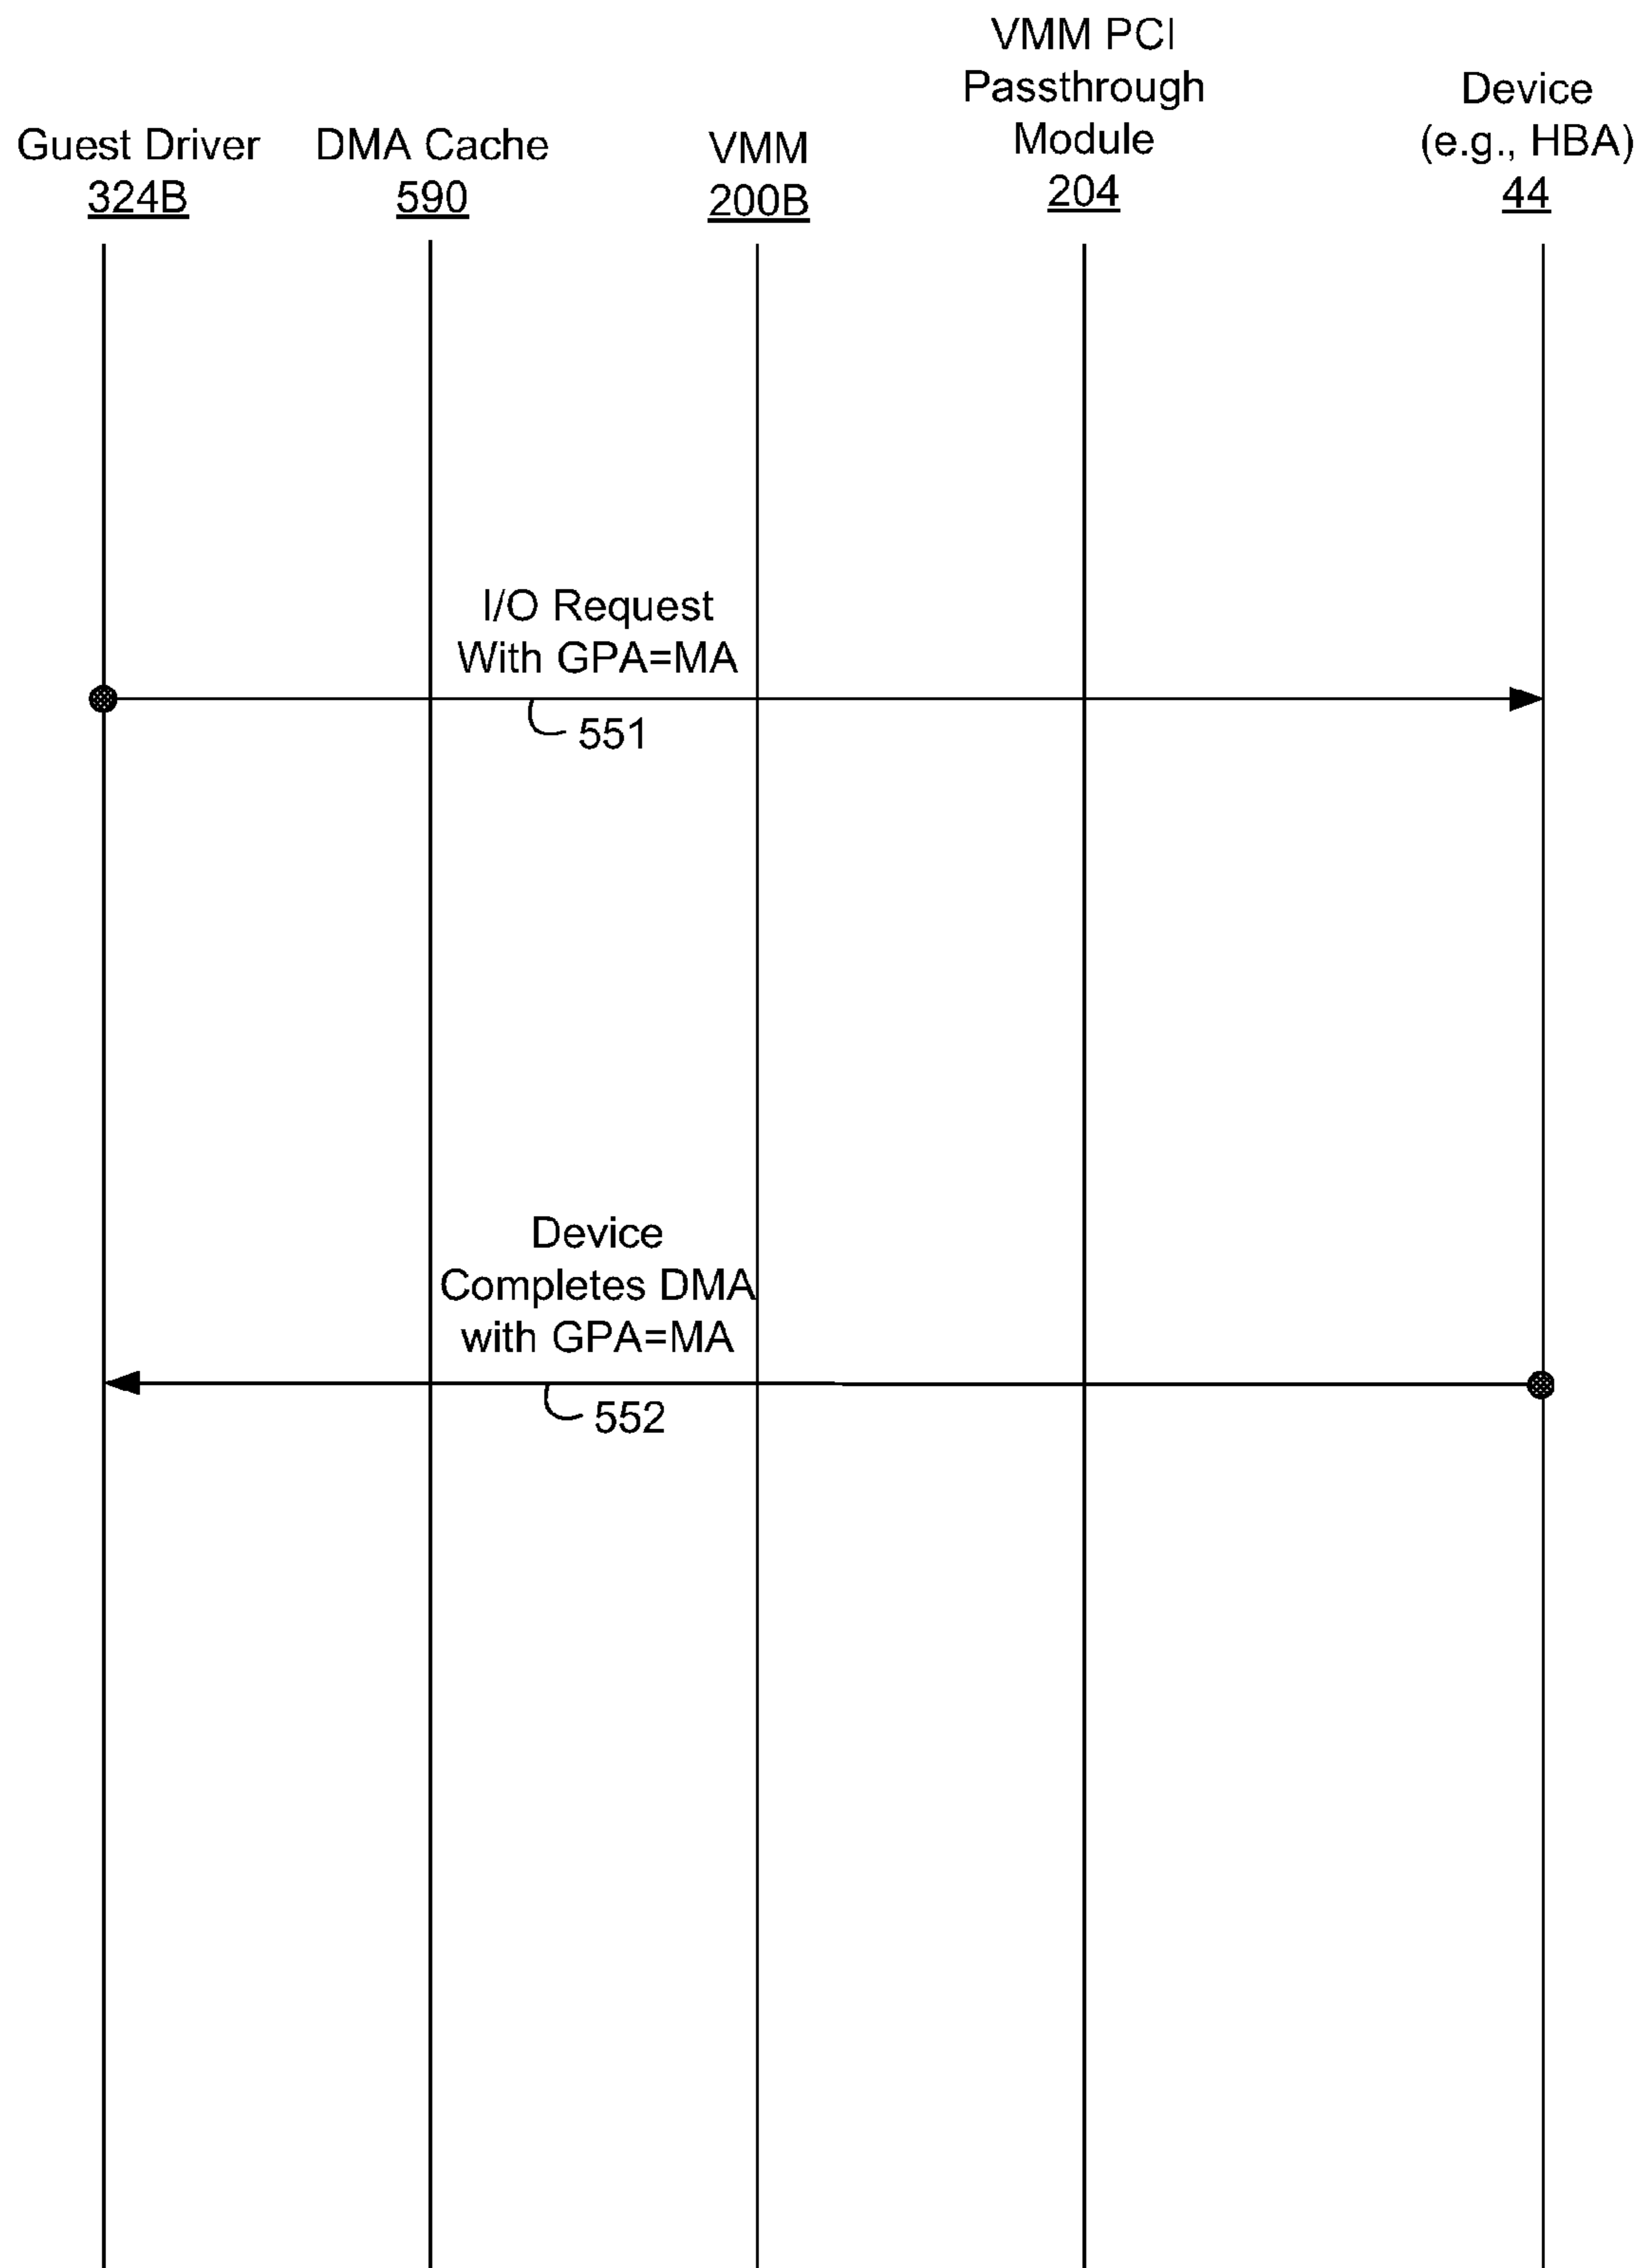 Guest Driver
324B
DMA Cache
590
VMM
200B
VMM PCI
Passthrough
Module
204
Device
(e.g., HBA)
44
I/O Request
With GPA=MA
551
Device
Completes DMA
with GPA=MA
552